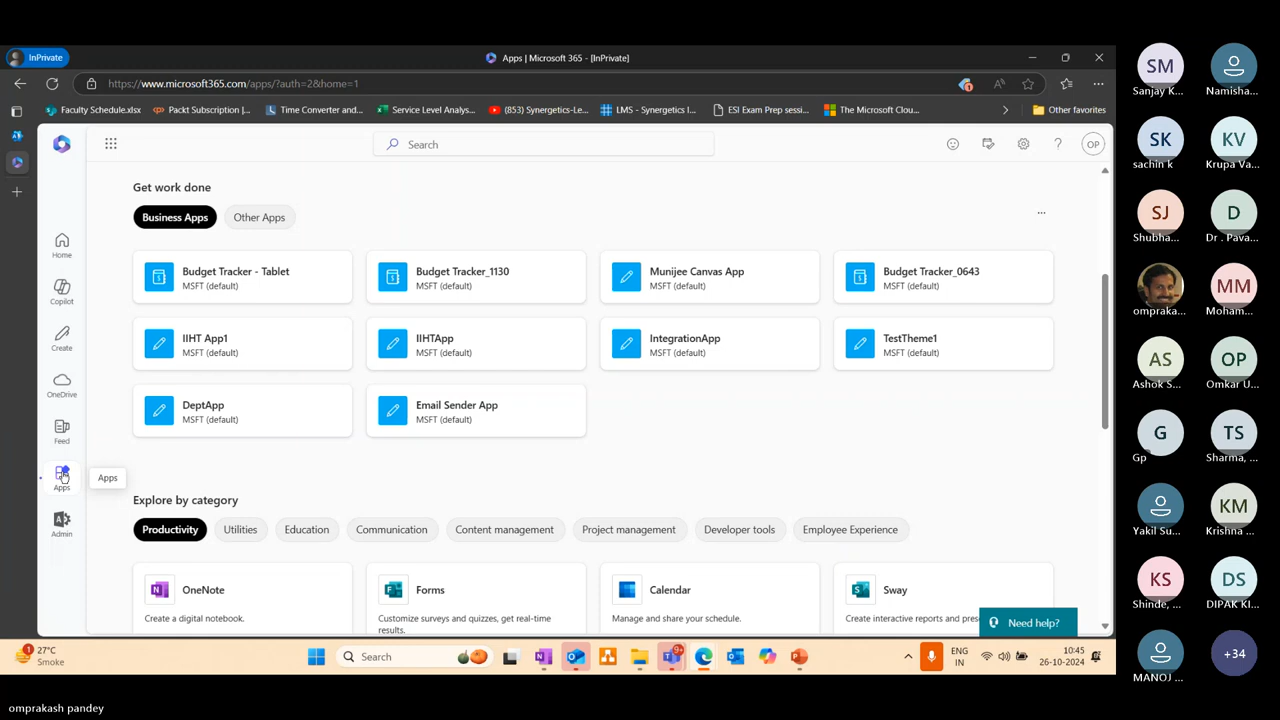 InPrivate
Apps | Microsoft 365 - [InPrivate]
https://www.microsoft365.com/apps/?auth=2&home=1
Faculty Schedule.xlsx
Packt Subscription |...
Time Converter and...
Service Level Analys...
(853) Synergetics-Le...
LMS - Synergetics I...
ESI Exam Prep sessi...
The Microsoft Clou...
Other favorites
Search
OP
Home
Copilot
Create
OneDrive
Feed
Apps
Apps
Admin
Get work done
Business Apps
Other Apps
Budget Tracker - Tablet
MSFT (default)
Budget Tracker_1130
MSFT (default)
Munijee Canvas App
MSFT (default)
Budget Tracker_0643
MSFT (default)
IIHT App1
MSFT (default)
IIHTApp
MSFT (default)
IntegrationApp
MSFT (default)
TestTheme1
MSFT (default)
DeptApp
MSFT (default)
Email Sender App
MSFT (default)
Explore by category
Productivity
Utilities
Education
Communication
Content management
Project management
Developer tools
Employee Experience
OneNote
Create a digital notebook.
Forms
Customize surveys and quizzes, get real-time
results.
Calendar
Manage and share your schedule.
Sway
Create interactive reports and pres
Need help?
1
27°C
Smoke
Search
9+
ENG
IN
10:45
26-10-2024
SM
Sanjay K...
Namisha...
SK
sachin k
KV
Krupa Va...
SJ
Shubha...
D
Dr . Pava...
ompraka...
MM
Moham...
AS
Ashok S...
OP
Omkar U...
G
Gp
TS
Sharma, ...
Yakil Su...
KM
Krishna ...
KS
Shinde, ...
DS
DIPAK KI...
MANOJ ...
+34
omprakash pandey